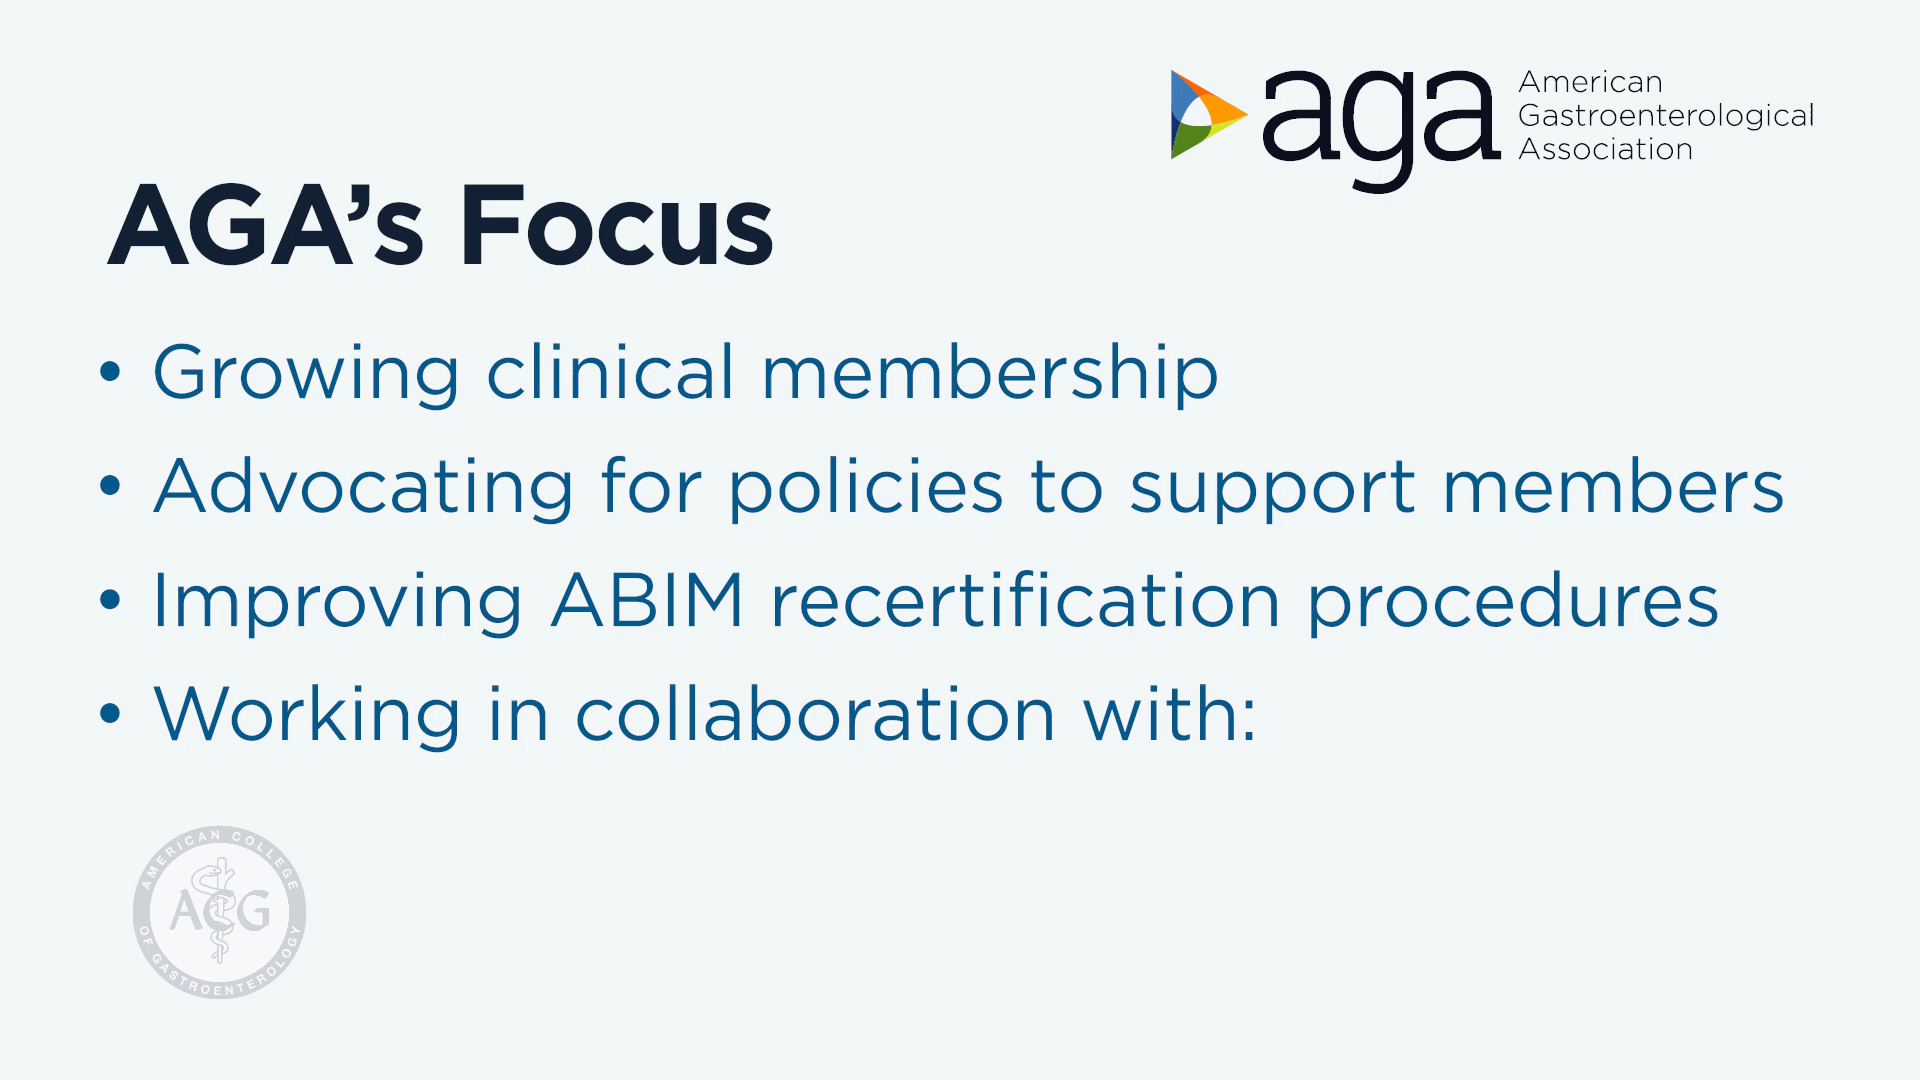 aga
American
Gastroenterological
Association
AGA’s Focus
• Growing clinical membership
• Advocating for policies to support members
• Improving ABIM recertification procedures
• Working in collaboration with:
AMERICAN COLLEGE
ACG
OF GASTROENTEROLOGY